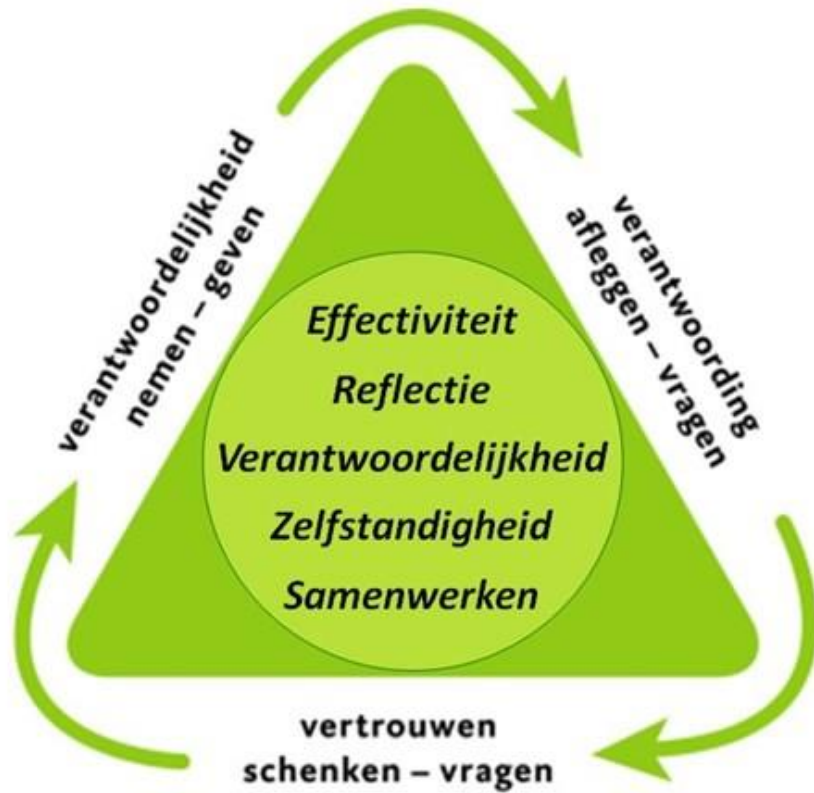 verantwoordelijkheid
nemen – geven
verantwoording
afleggen – vragen
Effectiviteit
Reflectie
Verantwoordelijkheid
Zelfstandigheid
Samenwerken
vertrouwen
schenken – vragen